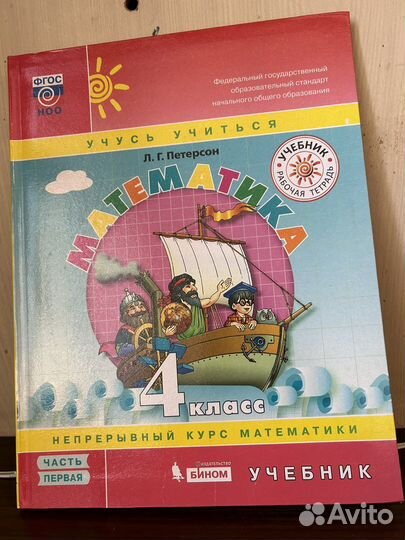 ФГОС
НОО
Федеральный государственный
образовательный стандарт
начального общего образования
УЧУСЬ УЧИТЬСЯ
Л. Г. Петерсон
УЧЕБНИК
РАБОЧАЯ ТЕТРАДЬ
МАТЕМАТИКА
4 класс
НЕПРЕРЫВНЫЙ КУРС МАТЕМАТИКИ
ЧАСТЬ
ПЕРВАЯ
ИЗДАТЕЛЬСТВО
БИНОМ
УЧЕБНИК
Avito